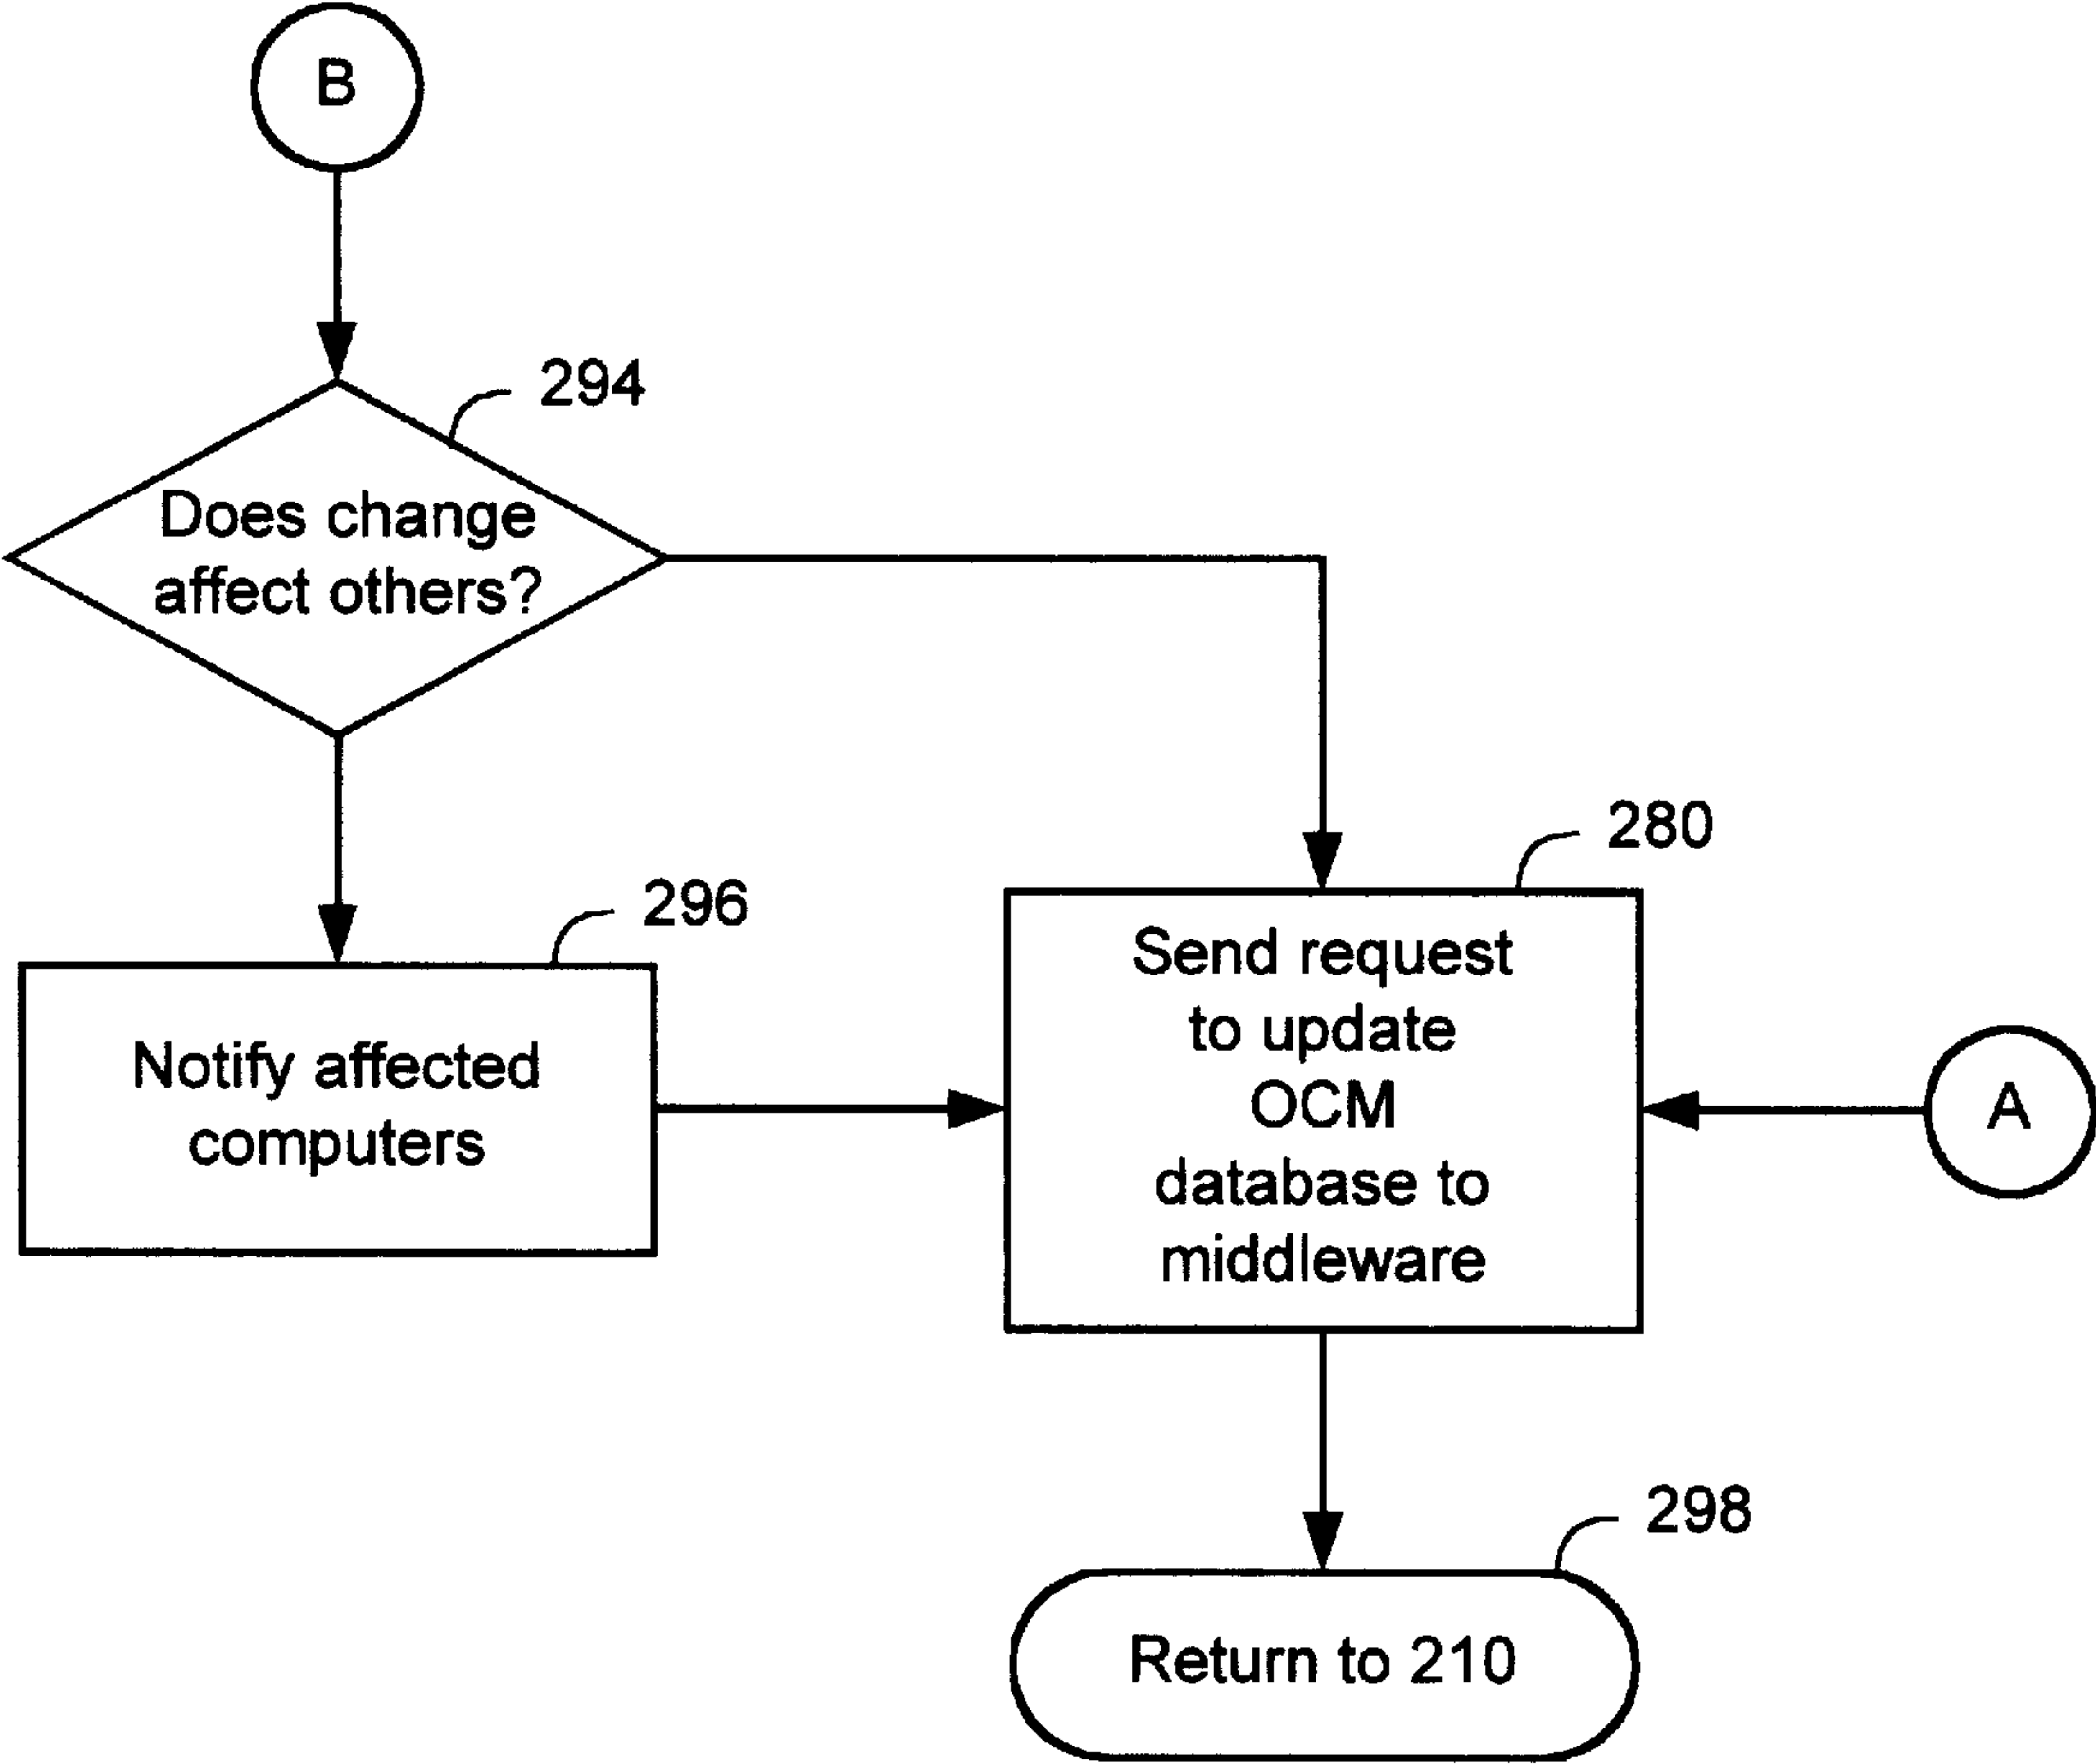 B
294
Does change
affect others?
280
296
Send request
to update
OCM
database to
middleware
Notify affected
computers
A
298
Return to 210